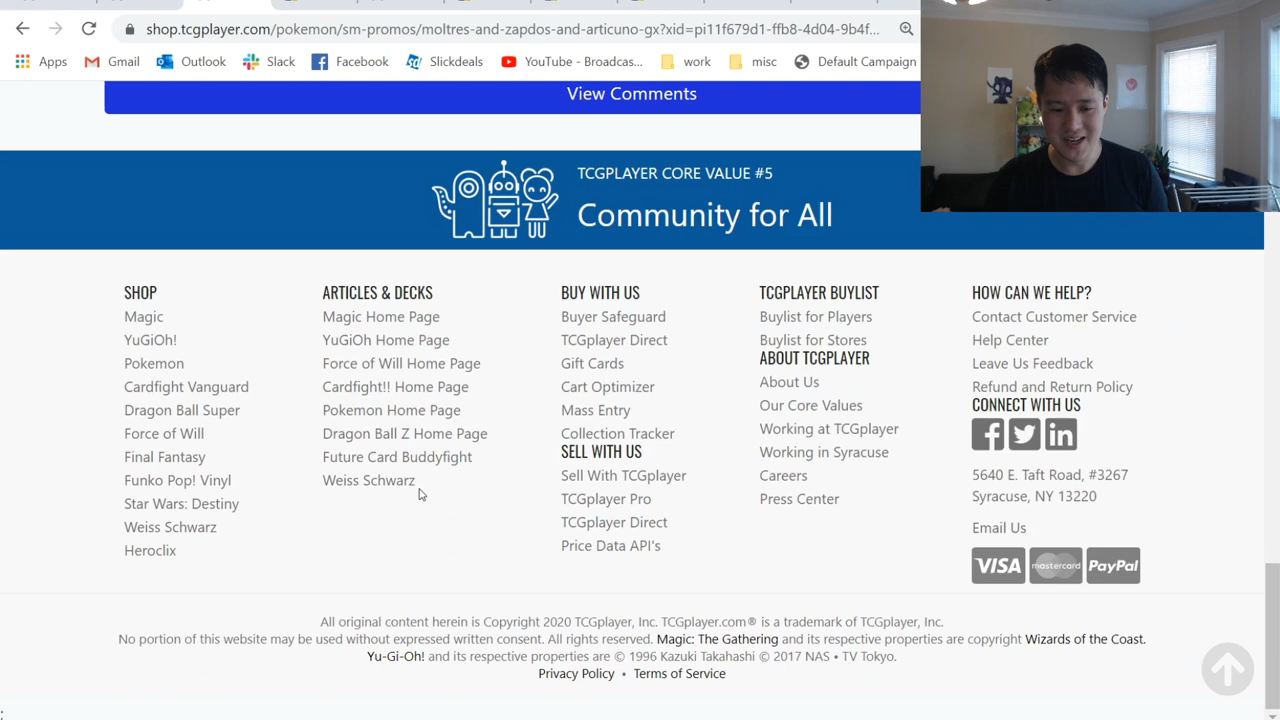 shop.tcgplayer.com/pokemon/sm-promos/moltres-and-zapdos-and-articuno-gx?xid=pi11f679d1-ffb8-4d04-9b4f...
Apps Gmail Outlook Slack Facebook Slickdeals YouTube - Broadcas... work misc Default Campaign
View Comments
TCGPLAYER CORE VALUE #5
Community for All
SHOP
Magic
YuGiOh!
Pokemon
Cardfight Vanguard
Dragon Ball Super
Force of Will
Final Fantasy
Funko Pop! Vinyl
Star Wars: Destiny
Weiss Schwarz
Heroclix
ARTICLES & DECKS
Magic Home Page
YuGiOh Home Page
Force of Will Home Page
Cardfight!! Home Page
Pokemon Home Page
Dragon Ball Z Home Page
Future Card Buddyfight
Weiss Schwarz
BUY WITH US
Buyer Safeguard
TCGplayer Direct
Gift Cards
Cart Optimizer
Mass Entry
Collection Tracker
SELL WITH US
Sell With TCGplayer
TCGplayer Pro
TCGplayer Direct
Price Data API's
TCGPLAYER BUYLIST
Buylist for Players
Buylist for Stores
ABOUT TCGPLAYER
About Us
Our Core Values
Working at TCGplayer
Working in Syracuse
Careers
Press Center
HOW CAN WE HELP?
Contact Customer Service
Help Center
Leave Us Feedback
Refund and Return Policy
CONNECT WITH US
5640 E. Taft Road, #3267
Syracuse, NY 13220
Email Us
VISA mastercard PayPal
All original content herein is Copyright 2020 TCGplayer, Inc. TCGplayer.com® is a trademark of TCGplayer, Inc.
No portion of this website may be used without expressed written consent. All rights reserved. Magic: The Gathering and its respective properties are copyright Wizards of the Coast.
Yu-Gi-Oh! and its respective properties are © 1996 Kazuki Takahashi © 2017 NAS • TV Tokyo.
Privacy Policy • Terms of Service